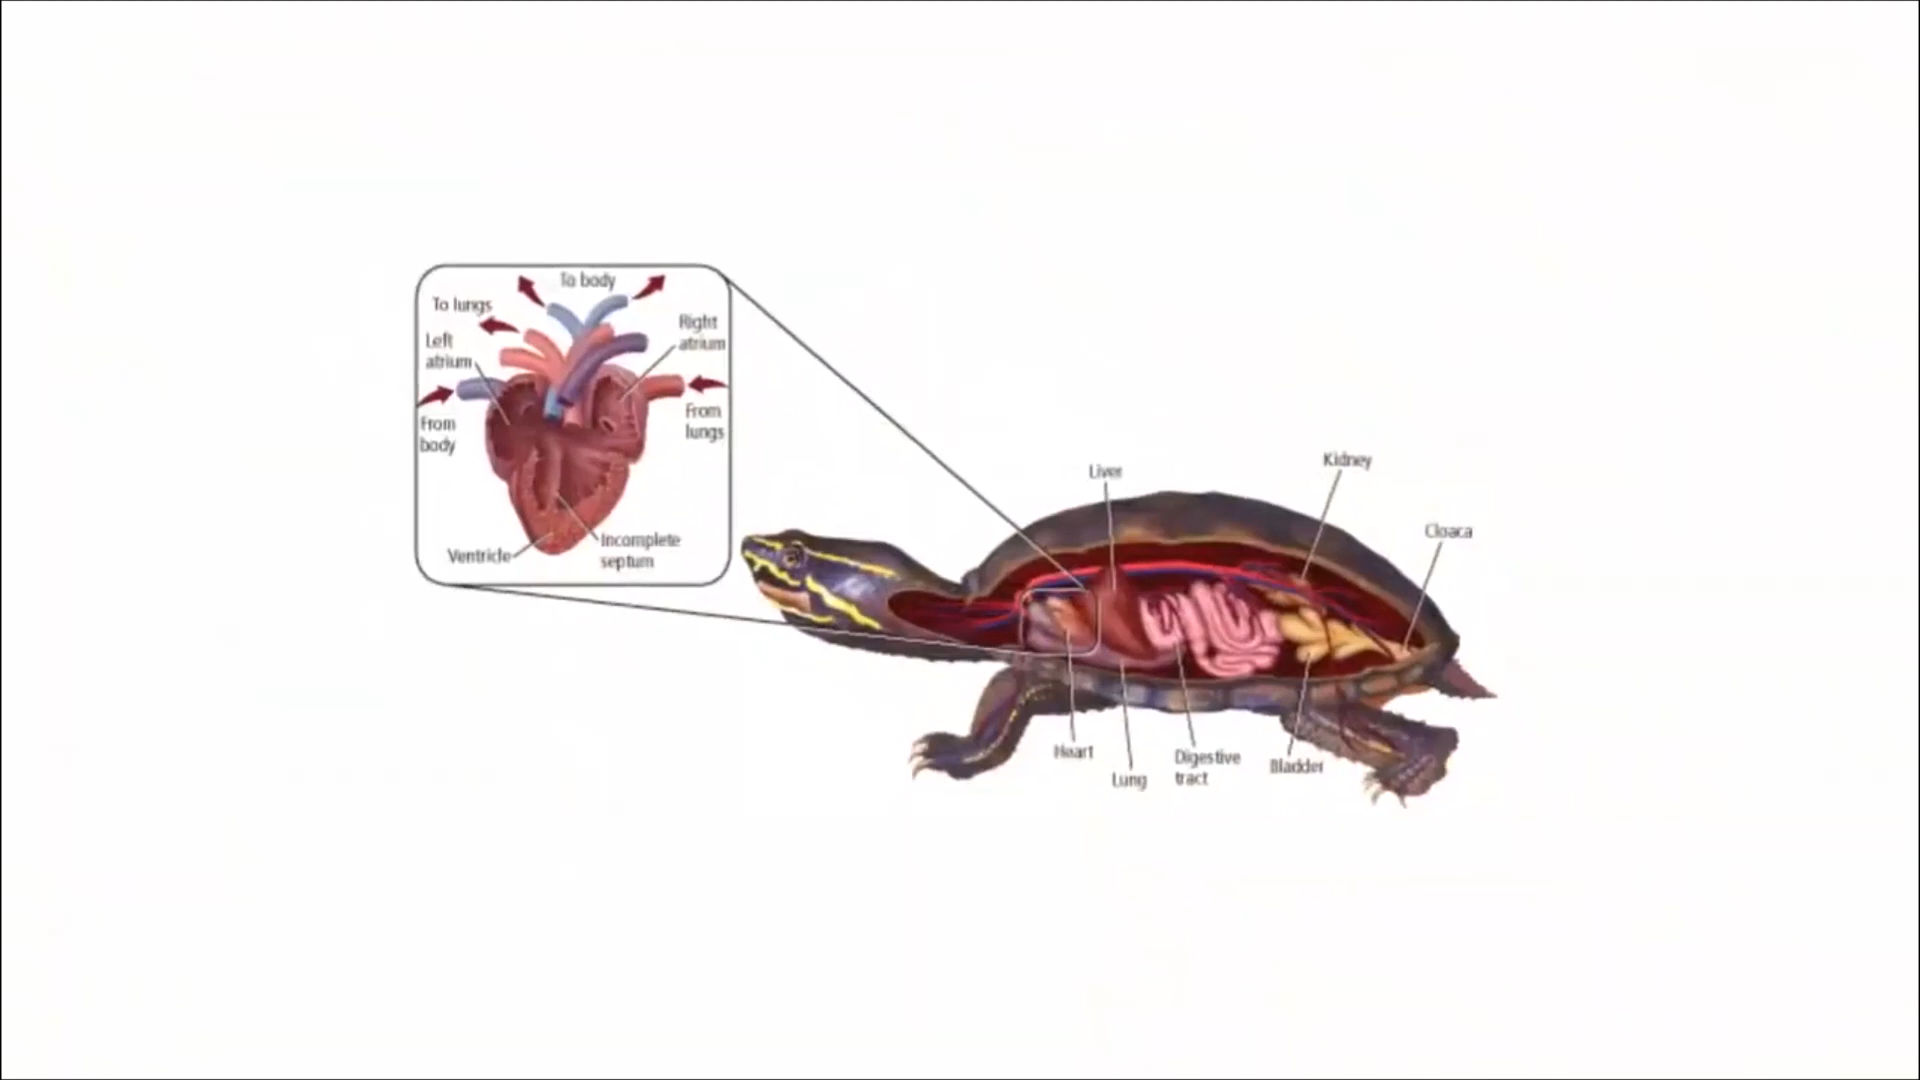 To body
To lungs
Right
atrium
Left
atrium
From
body
From
lungs
Incomplete
septum
Ventricle
Liver
Kidney
Cloaca
Heart
Lung
Digestive
tract
Bladder